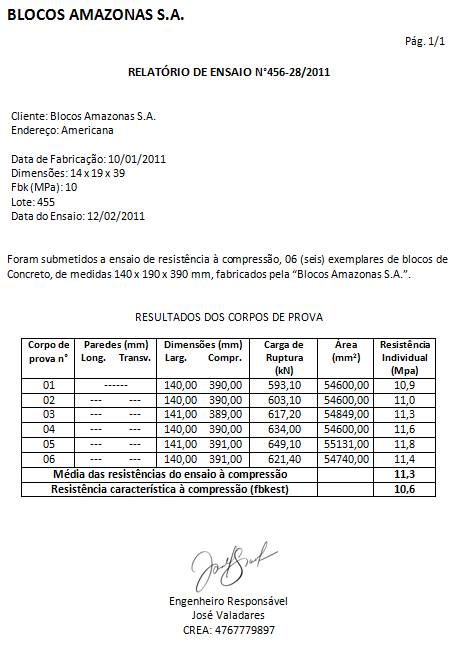 BLOCOS AMAZONAS S.A.
Pág. 1/1
RELATÓRIO DE ENSAIO N°456-28/2011
Cliente: Blocos Amazonas S.A.
Endereço: Americana
Data de Fabricação: 10/01/2011
Dimensões: 14 x 19 x 39
Fbk (MPa): 10
Lote: 455
Data do Ensaio: 12/02/2011
Foram submetidos a ensaio de resistência à compressão, 06 (seis) exemplares de blocos de
Concreto, de medidas 140 x 190 x 390 mm, fabricados pela “Blocos Amazonas S.A.”.
RESULTADOS DOS CORPOS DE PROVA
Corpo de prova n° Paredes (mm) Long. Transv. Dimensões (mm) Larg. Compr. Carga de Ruptura (kN) Área (mm²) Resistência Individual (Mpa)
01 ------ 140,00 390,00 593,10 54600,00 10,9
02 --- --- 140,00 390,00 603,10 54600,00 11,0
03 --- --- 141,00 389,00 617,20 54849,00 11,3
04 --- --- 140,00 390,00 634,00 54600,00 11,6
05 --- --- 141,00 391,00 649,10 55131,00 11,8
06 --- --- 140,00 391,00 621,40 54740,00 11,4
Média das resistências do ensaio à compressão 11,3
Resistência característica à compressão (fbkest) 10,6
Engenheiro Responsável
José Valadares
CREA: 4767779897